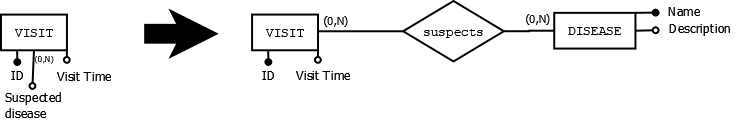 VISIT
(0,N)
ID
Visit Time
Suspected
disease
VISIT
(0,N)
ID
Visit Time
suspects
(0,N)
DISEASE
Name
Description